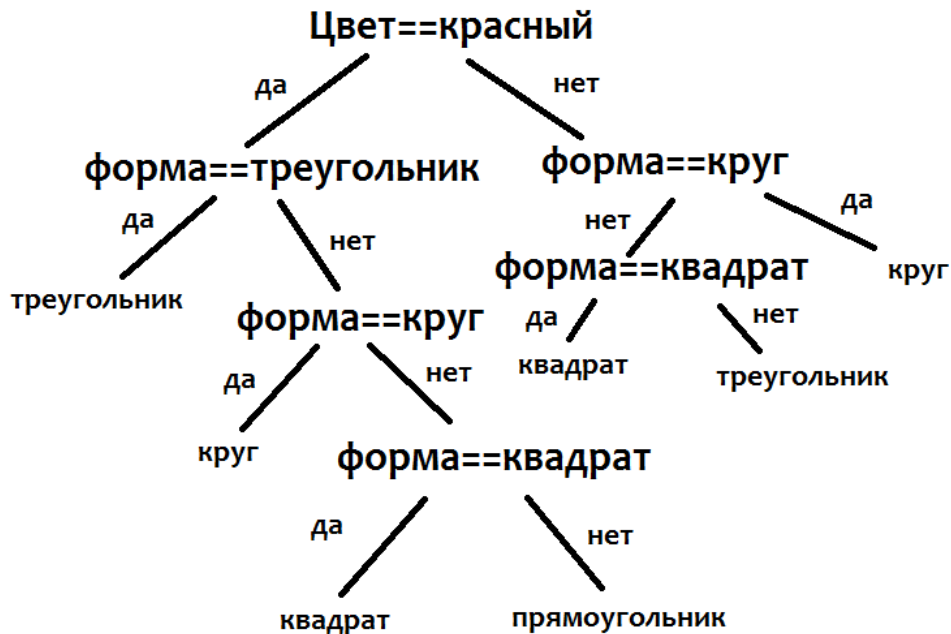 Цвет==красный
да
нет
форма==треугольник
форма==круг
да
нет
нет
да
треугольник
форма==квадрат
круг
форма==круг
да
нет
квадрат
треугольник
да
нет
круг
форма==квадрат
да
нет
квадрат
прямоугольник